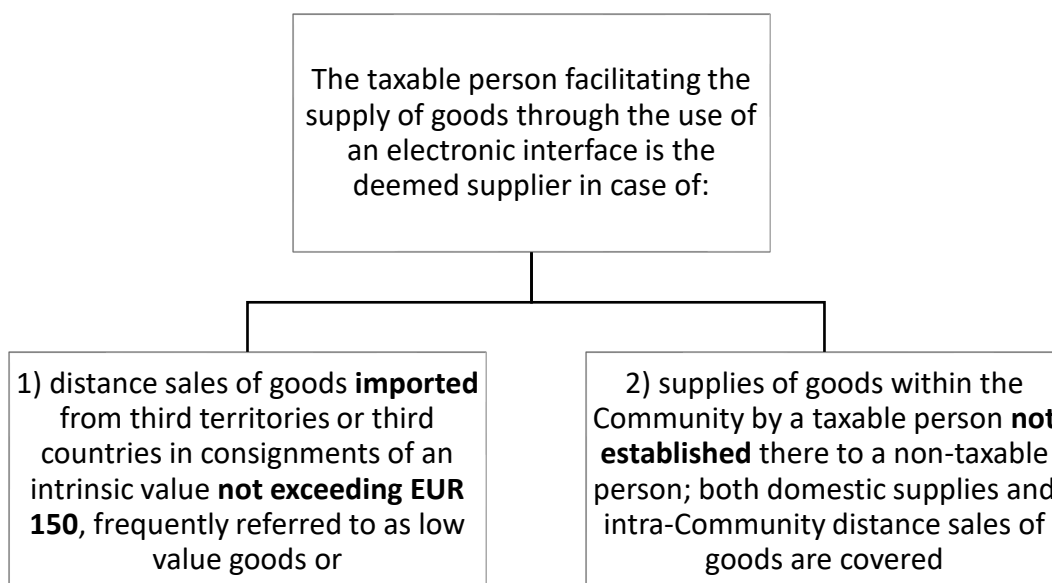 The taxable person facilitating the
supply of goods through the use of
an electronic interface is the
deemed supplier in case of:
1) distance sales of goods imported
from third territories or third
countries in consignments of an
intrinsic value not exceeding EUR
150, frequently referred to as low
value goods or
2) supplies of goods within the
Community by a taxable person not
established there to a non-taxable
person; both domestic supplies and
intra-Community distance sales of
goods are covered